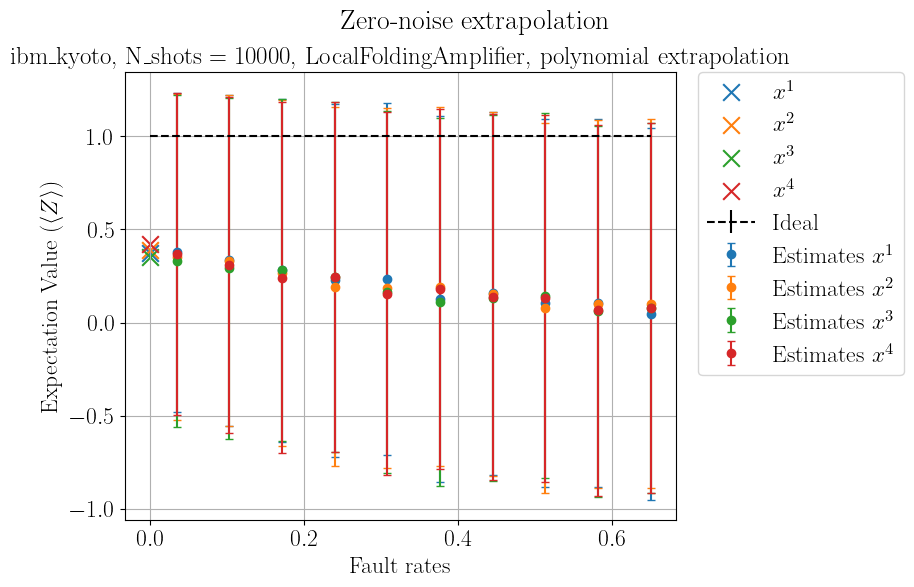 Zero-noise extrapolation
ibm_kyoto, N_shots = 10000, LocalFoldingAmplifier, polynomial extrapolation
Expectation Value (⟨Z⟩)
1.0
0.5
0.0
−0.5
−1.0
0.0 0.2 0.4 0.6
Fault rates
x¹
x²
x³
x⁴
Ideal
Estimates x¹
Estimates x²
Estimates x³
Estimates x⁴